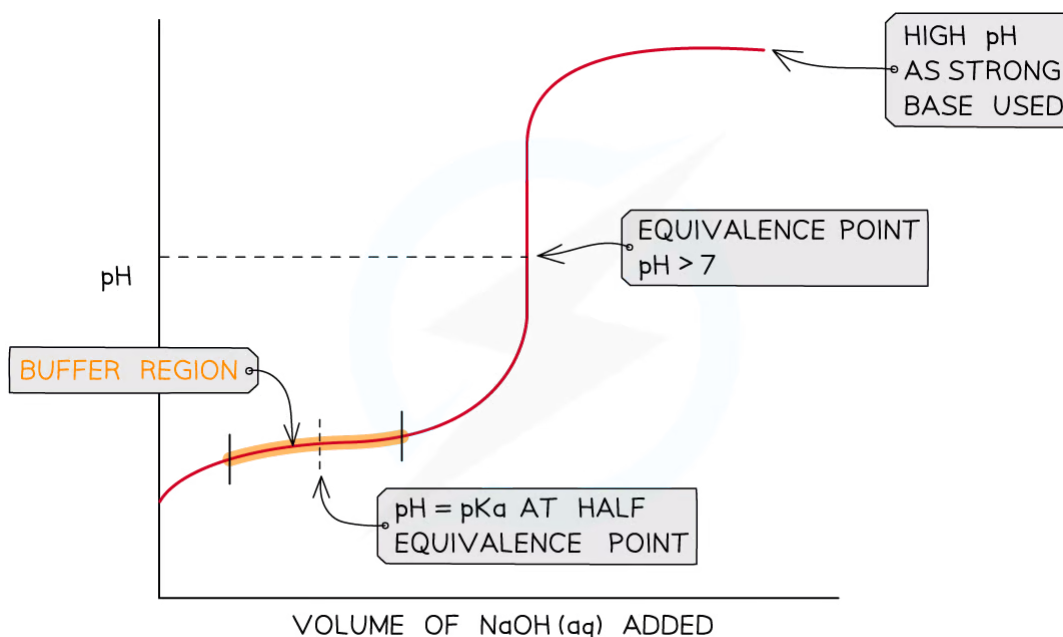 HIGH pH
AS STRONG
BASE USED
EQUIVALENCE POINT
pH > 7
pH
BUFFER REGION
pH = pKa AT HALF
EQUIVALENCE POINT
VOLUME OF NaOH (aq) ADDED